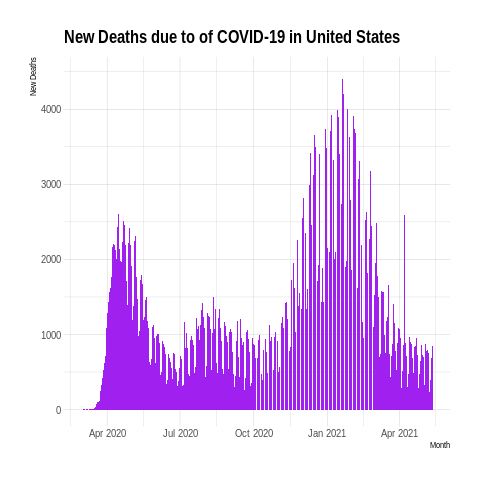 New Deaths due to of COVID-19 in United States
New Deaths
4000
3000
2000
1000
0
Apr 2020 Jul 2020 Oct 2020 Jan 2021 Apr 2021
Month